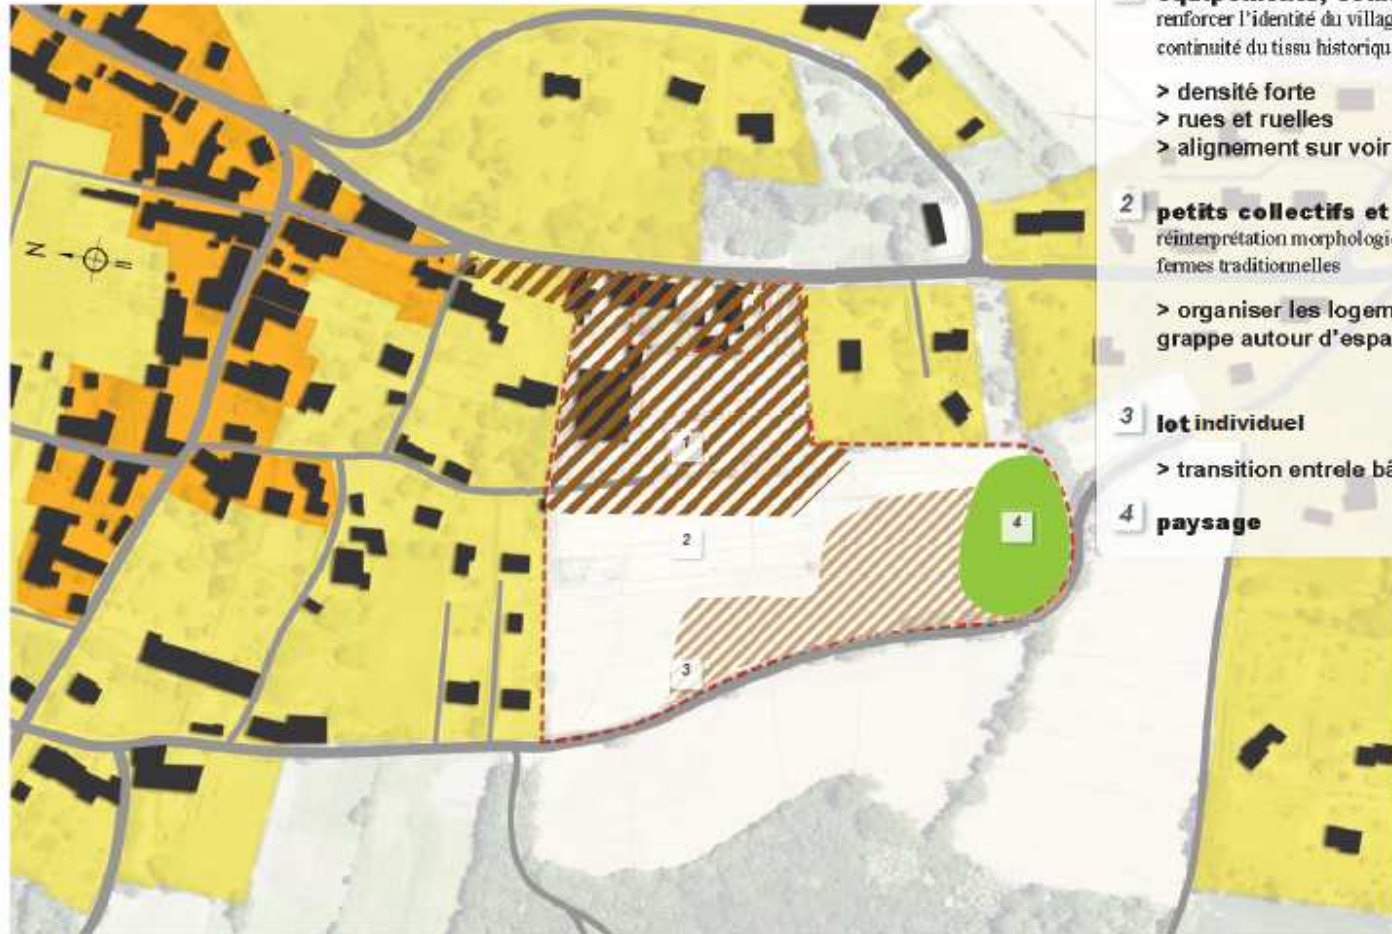 renforcer l'identité du villag
continuité du tissu historiqu
> densité forte
> rues et ruelles
> alignement sur voir
2 petits collectifs et
réinterprétation morphologi
fermes traditionnelles
> organiser les logem
grappe autour d'espa
3 lot individuel
> transition entrele bâ
4 paysage
N
1
2
3
4